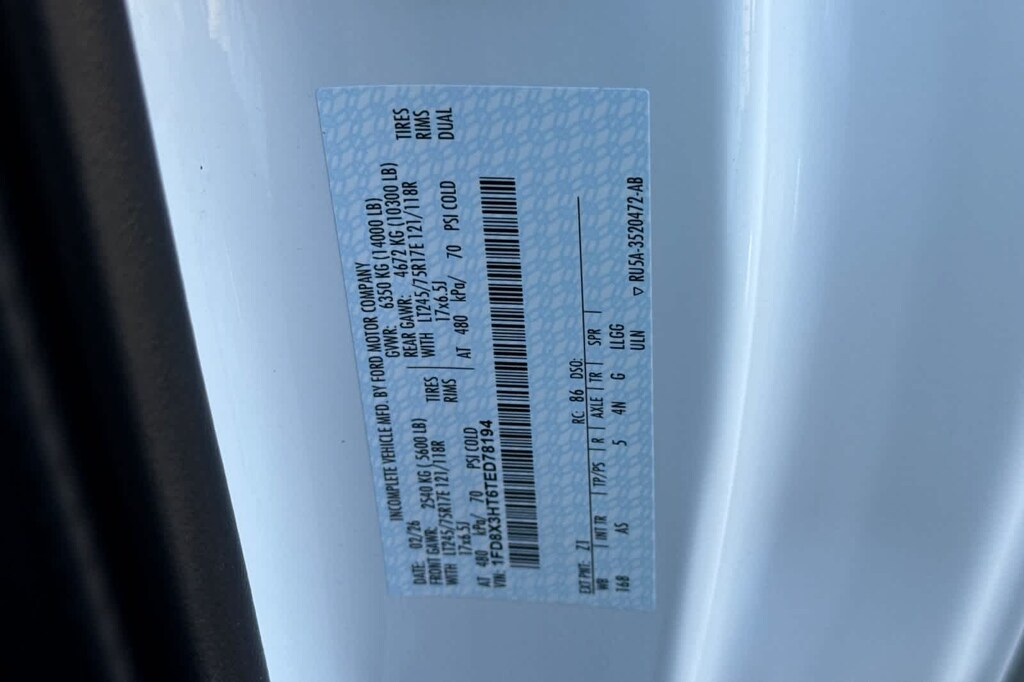 INCOMPLETE VEHICLE MFD. BY FORD MOTOR COMPANY
DATE: 02/26 GVWR: 6350 KG (14000 LB)
FRONT GAWR: 2540 KG (5600 LB) REAR GAWR: 4672 KG (10300 LB)
WITH LT245/75R17E 121/118R TIRES WITH LT245/75R17E 121/118R TIRES
17x6.5J RIMS 17x6.5J RIMS
AT 480 kPa/ 70 PSI COLD AT 480 kPa/ 70 PSI COLD DUAL
VIN: 1FD8X3HT6TED78194
EXT PNT: Z1 RC: 86 DSO:
WB INT TR TP/PS R AXLE TR SPR
168 AS 5 4N G LLGG
ULN
▽ RU5A-3520472-AB